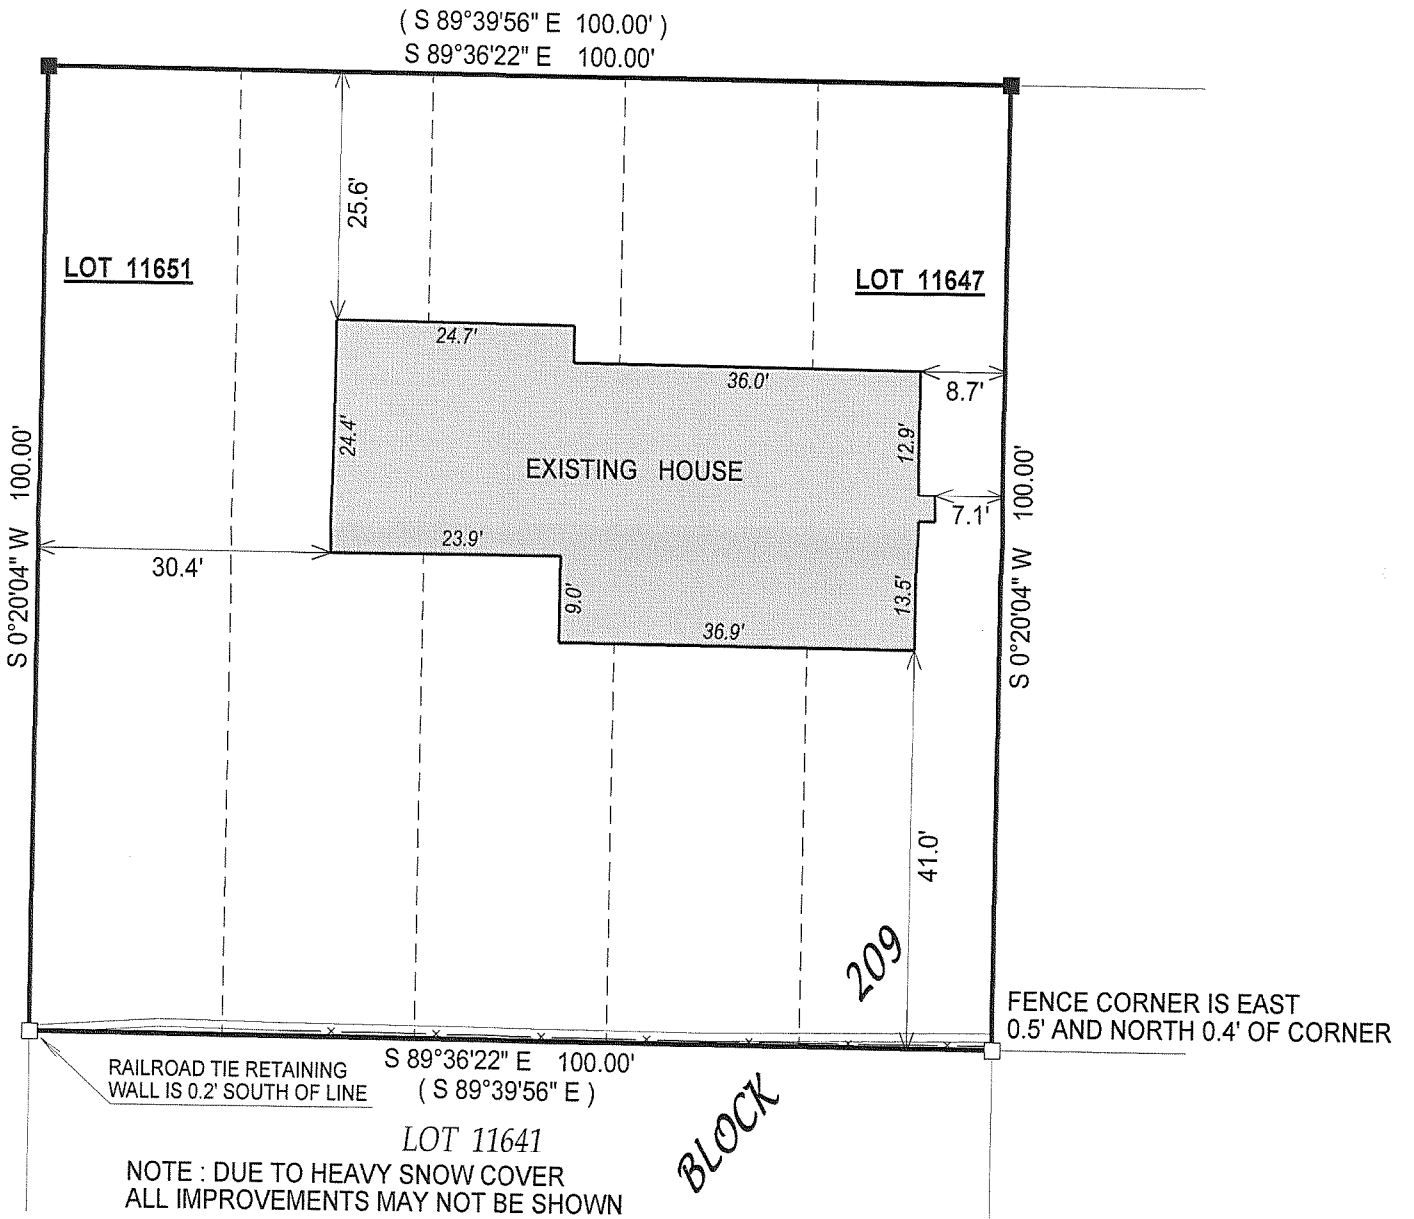 ( S 89°39'56" E 100.00' )
S 89°36'22" E 100.00'
25.6'
LOT 11651
LOT 11647
24.7'
36.0'
8.7'
24.4'
12.9'
EXISTING HOUSE
S 0°20'04" W 100.00'
S 0°20'04" W 100.00'
7.1'
23.9'
30.4'
9.0'
13.5'
36.9'
41.0'
209
FENCE CORNER IS EAST
0.5' AND NORTH 0.4' OF CORNER
RAILROAD TIE RETAINING
WALL IS 0.2' SOUTH OF LINE
S 89°36'22" E 100.00'
( S 89°39'56" E )
BLOCK
LOT 11641
NOTE : DUE TO HEAVY SNOW COVER
ALL IMPROVEMENTS MAY NOT BE SHOWN